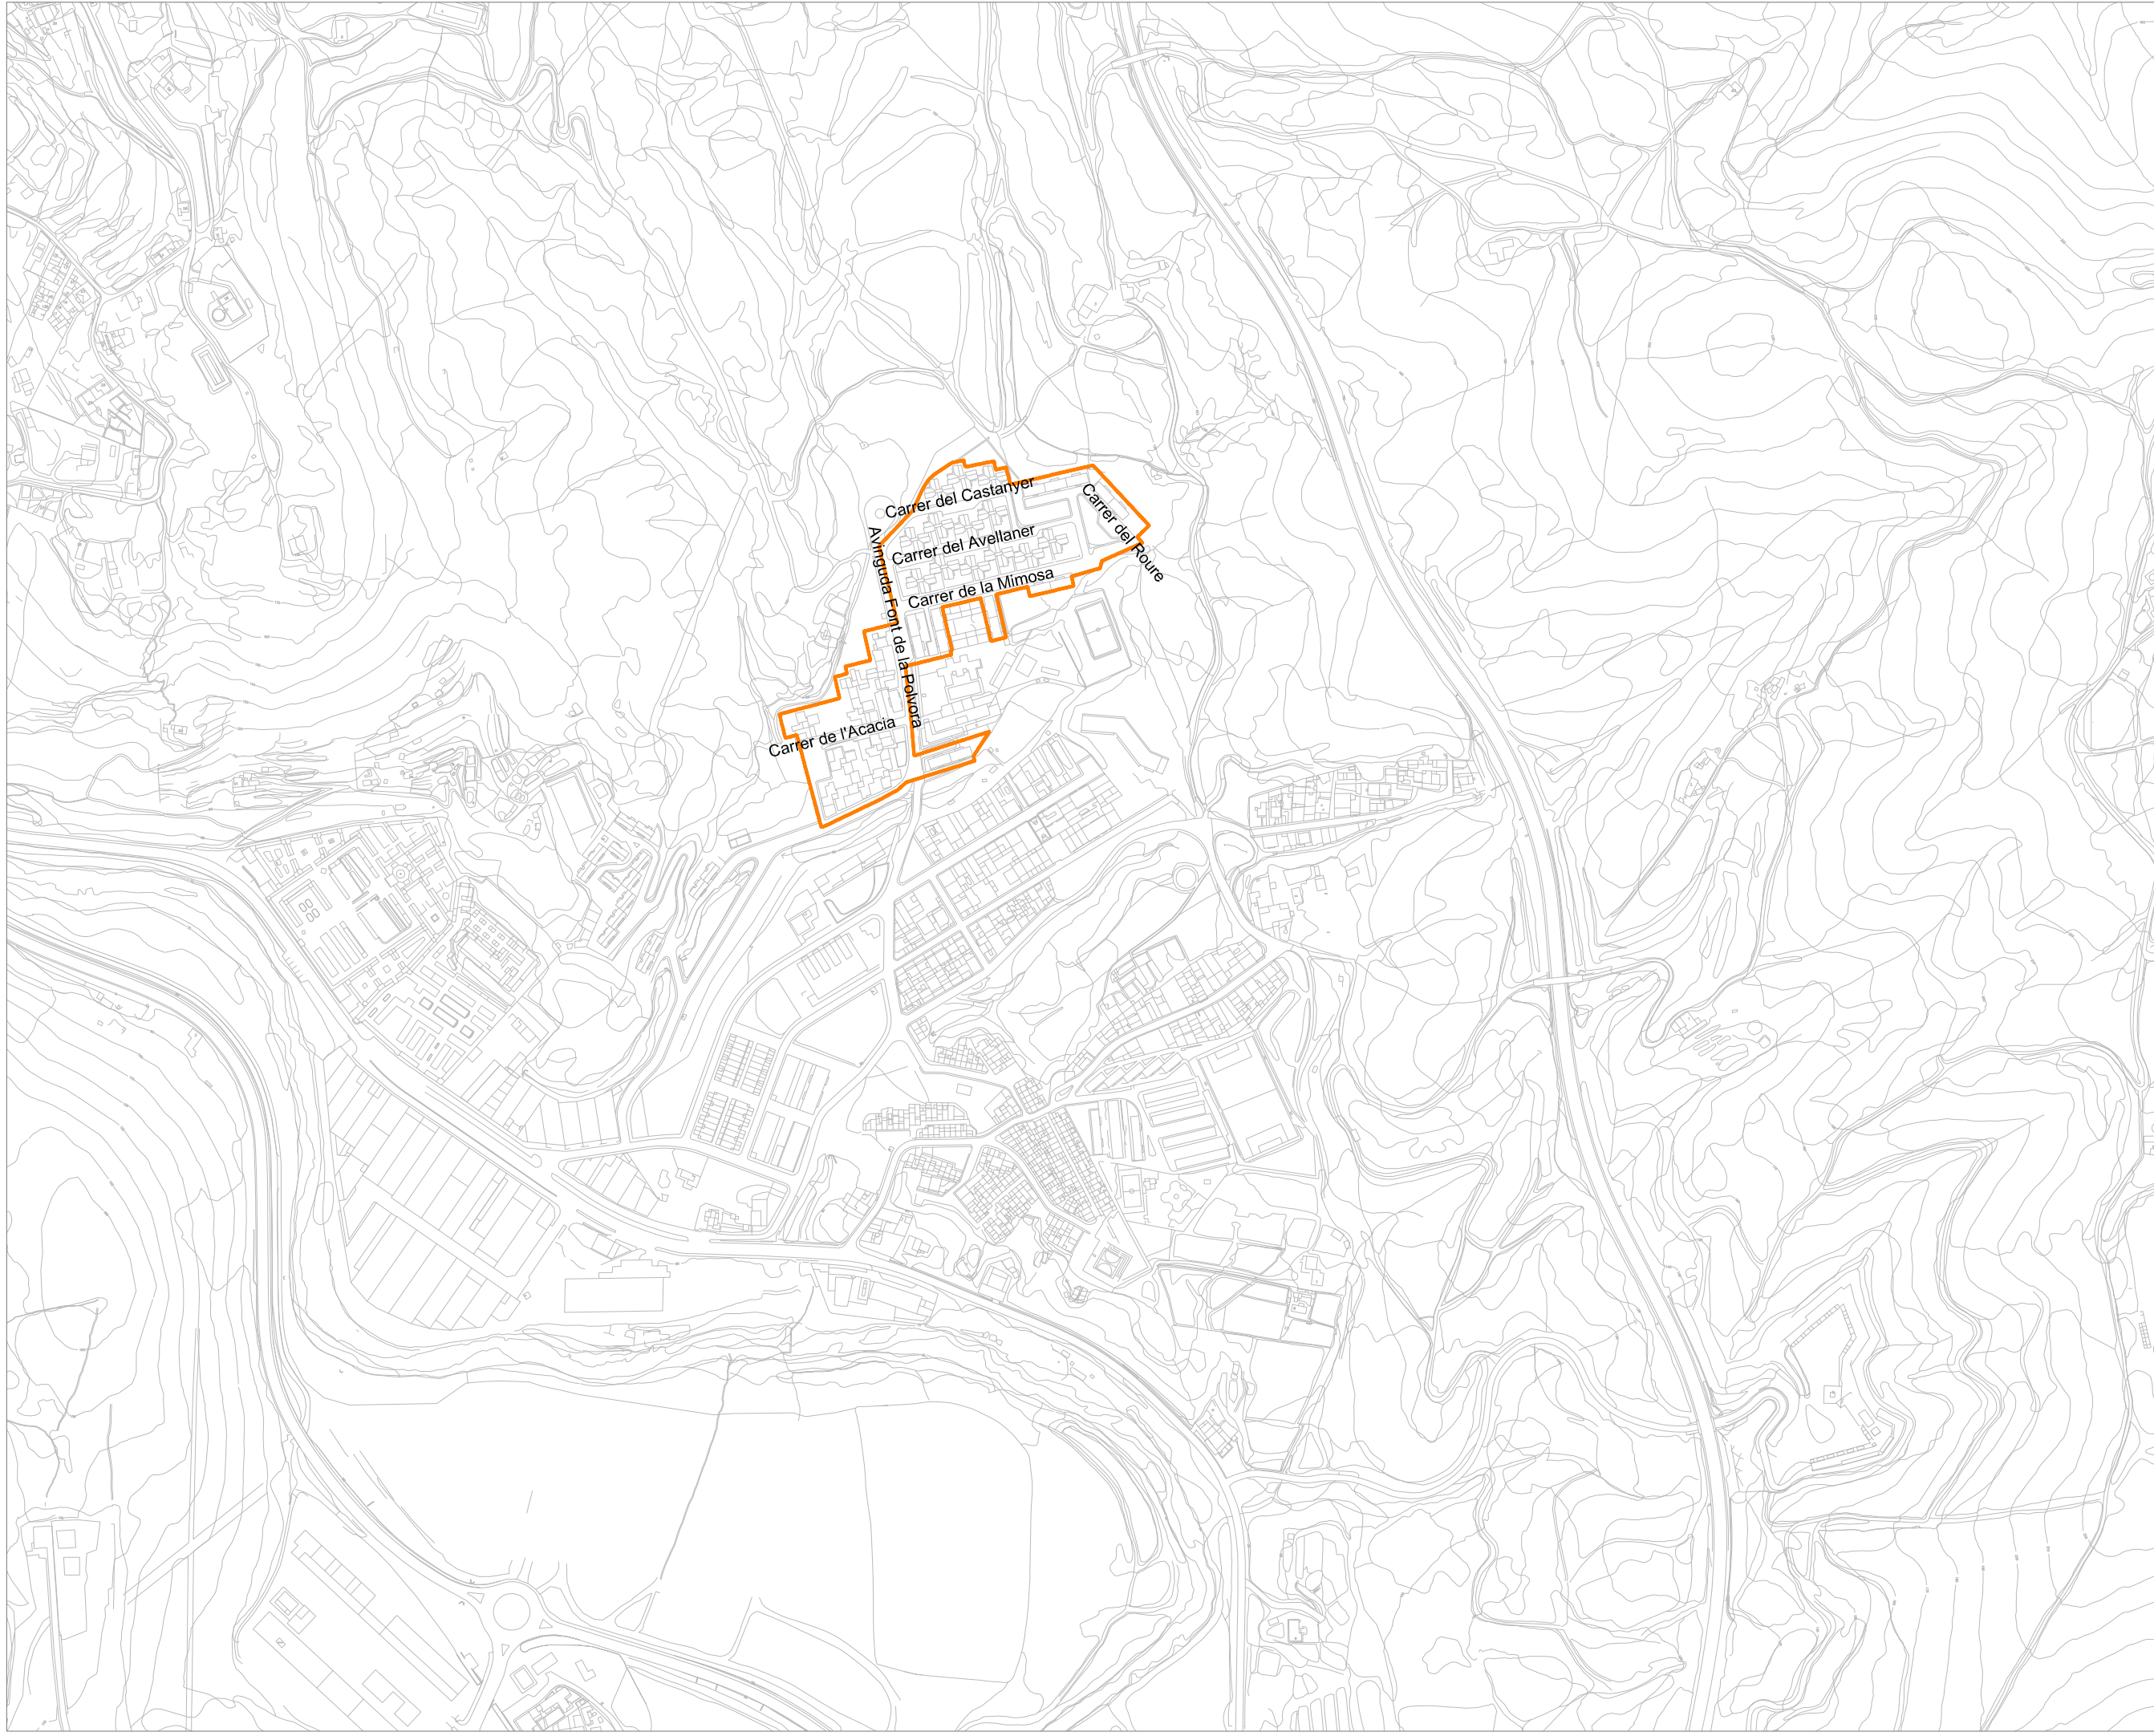 Carrer del Castanyer
Carrer del Roure
Carrer del Avellaner
Avinguda Font de la Polvora
Carrer de la Mimosa
Carrer de l'Acacia